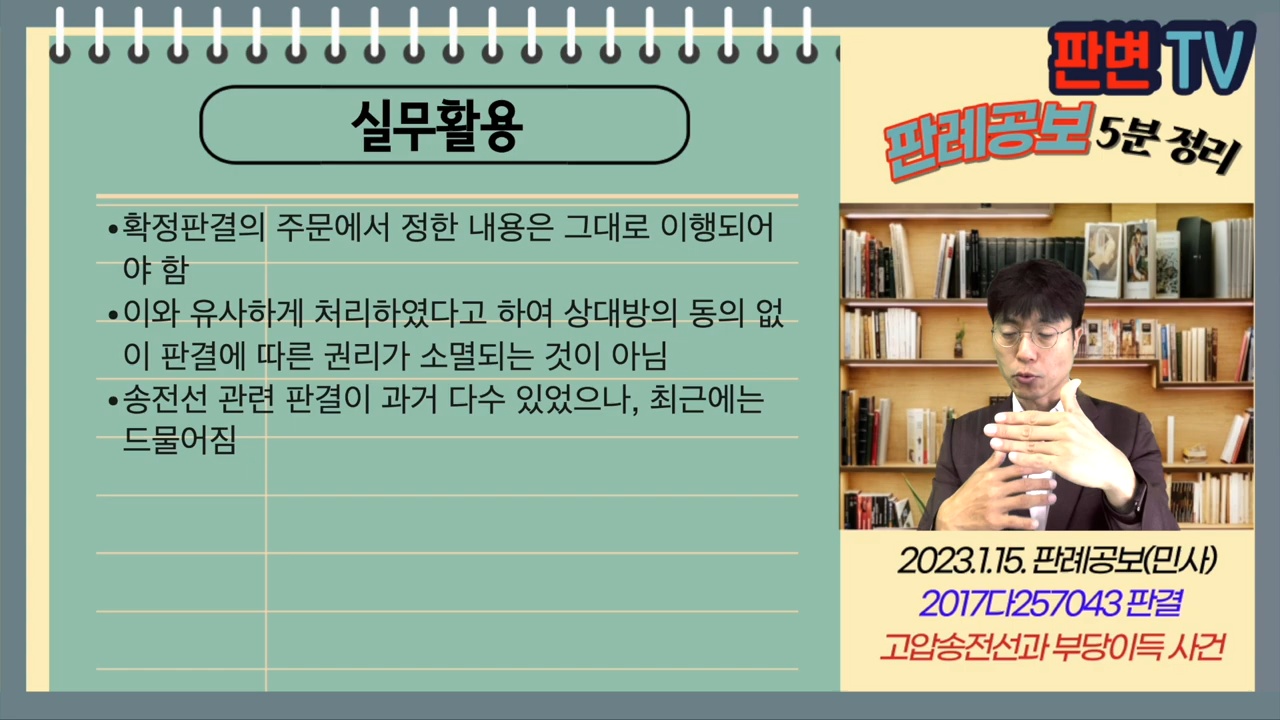 판변 TV
판례공보 5분 정리
실무활용
•확정판결의 주문에서 정한 내용은 그대로 이행되어
야 함
•이와 유사하게 처리하였다고 하여 상대방의 동의 없
이 판결에 따른 권리가 소멸되는 것이 아님
•송전선 관련 판결이 과거 다수 있었으나, 최근에는
드물어짐
2023.1.15. 판례공보(민사)
2017다257043 판결
고압송전선과 부당이득 사건